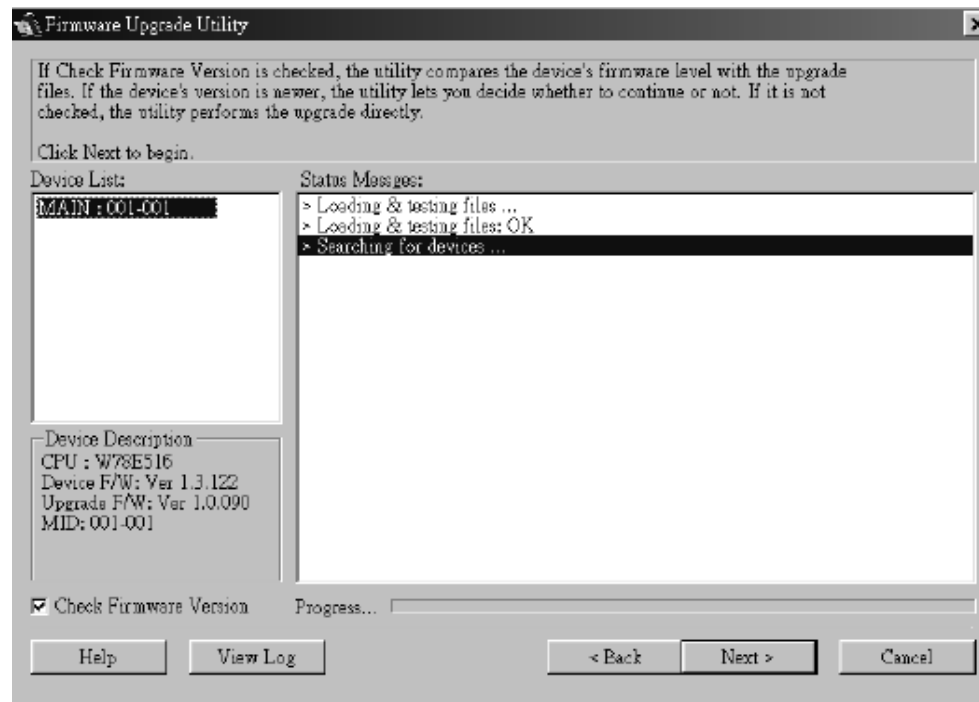 Firmware Upgrade Utility
If Check Firmware Version is checked, the utility compares the device's firmware level with the upgrade
files. If the device's version is newer, the utility lets you decide whether to continue or not. If it is not
checked, the utility performs the upgrade directly.
Click Next to begin.
Device List:
MAIN : 001-001
Status Messges:
> Loading & testing files ...
> Loading & testing files: OK
> Searching for devices ...
Device Description
CPU : W78E516
Device F/W: Ver 1.3.122
Upgrade F/W: Ver 1.0.090
MID: 001-001
Check Firmware Version
Progress...
Help
View Log
< Back
Next >
Cancel